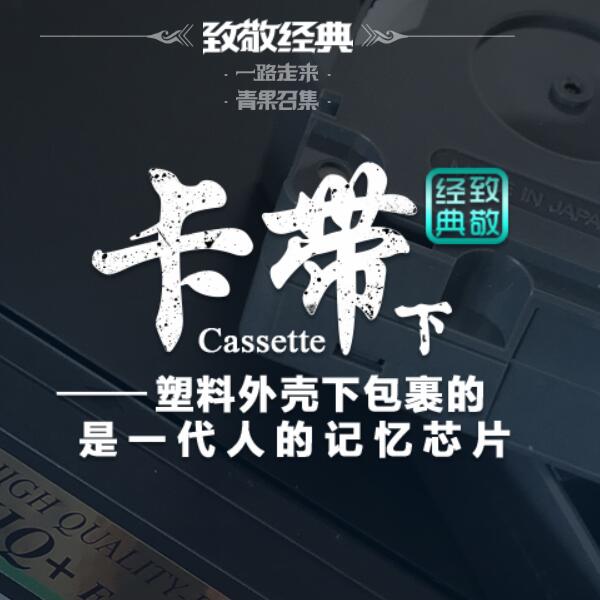 致敬经典
· 一路走来 ·
· 青果召集 ·
卡带
致敬
经典
Cassette
下
——塑料外壳下包裹的
是一代人的记忆芯片
IN JAPAN
HIGH QUALITY-
IQ+ E